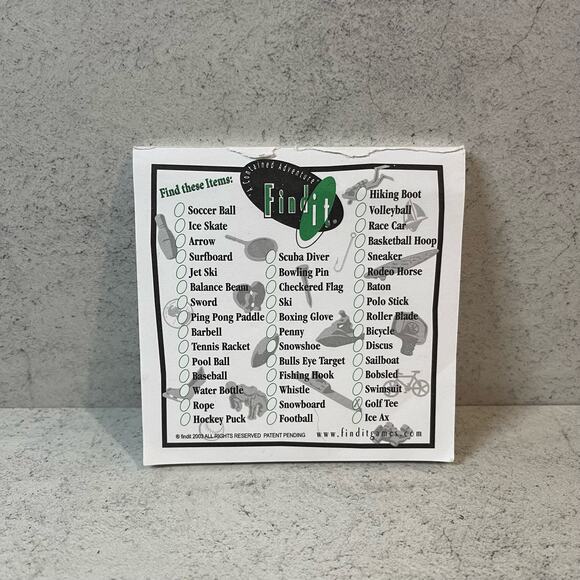 Find these Items:
A Contained Adventure
Find it
Soccer Ball
Ice Skate
Arrow
Surfboard
Jet Ski
Balance Beam
Sword
Ping Pong Paddle
Barbell
Tennis Racket
Pool Ball
Baseball
Water Bottle
Rope
Hockey Puck
Scuba Diver
Bowling Pin
Checkered Flag
Ski
Boxing Glove
Penny
Snowshoe
Bulls Eye Target
Fishing Hook
Whistle
Snowboard
Football
Hiking Boot
Volleyball
Race Car
Basketball Hoop
Sneaker
Rodeo Horse
Baton
Polo Stick
Roller Blade
Bicycle
Discus
Sailboat
Bobsled
Swimsuit
Golf Tee
Ice Ax
® findit 2003 ALL RIGHTS RESERVED PATENT PENDING
www.finditgames.com